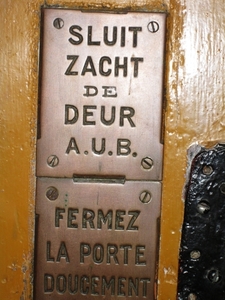 SLUIT
ZACHT
DE
DEUR
A.U.B.
FERMEZ
LA PORTE
DOUCEMENT